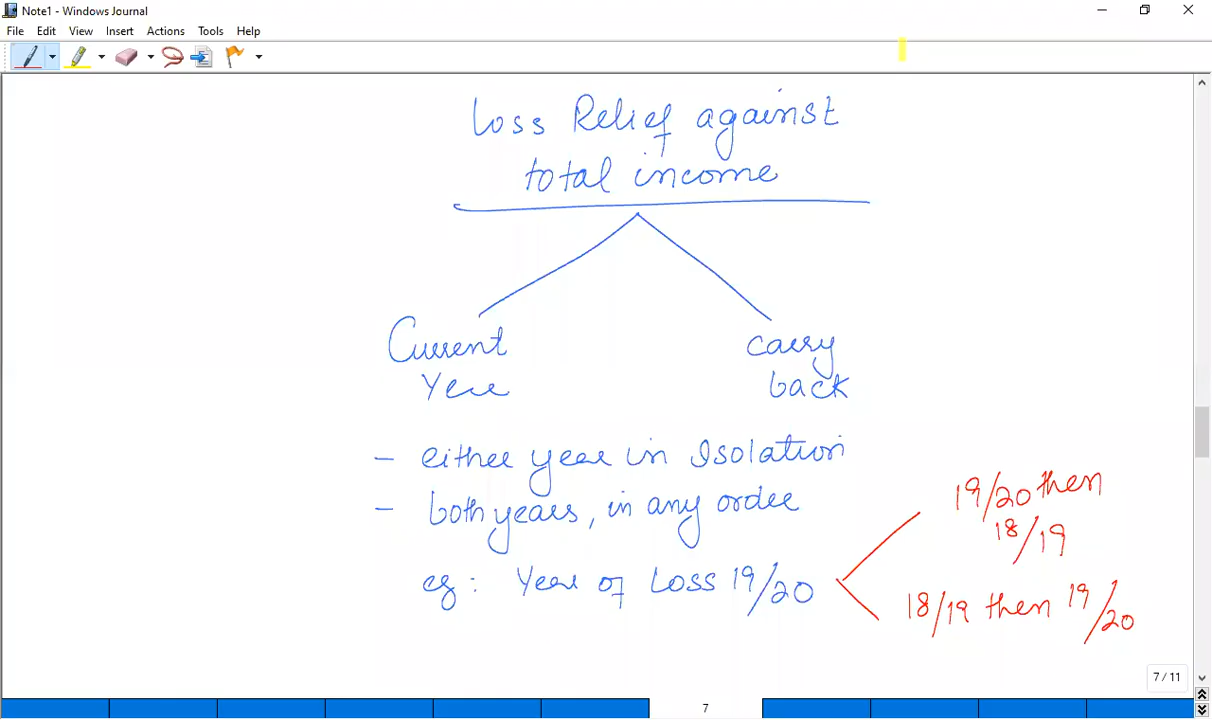 Note1 - Windows Journal
File Edit View Insert Actions Tools Help
Loss Relief against
total income
Current
Year
Carry
back
- either year in Isolation
- both years, in any order
eg: Year of Loss 19/20
19/20 then
18/19
18/19 then 19/20
7 / 11
7